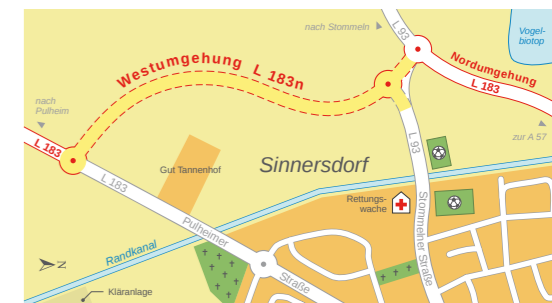 nach Stommeln
L 93
Vogel-
biotop
Westumgehung L 183n
Nordumgehung
L 183
nach
Pulheim
zur A 57
L 183
L 93
Gut Tannenhof
Sinnersdorf
L 183
Rettungs-
wache
Stommelner Straße
Pulheimer
Straße
Randkanal
N
Kläranlage